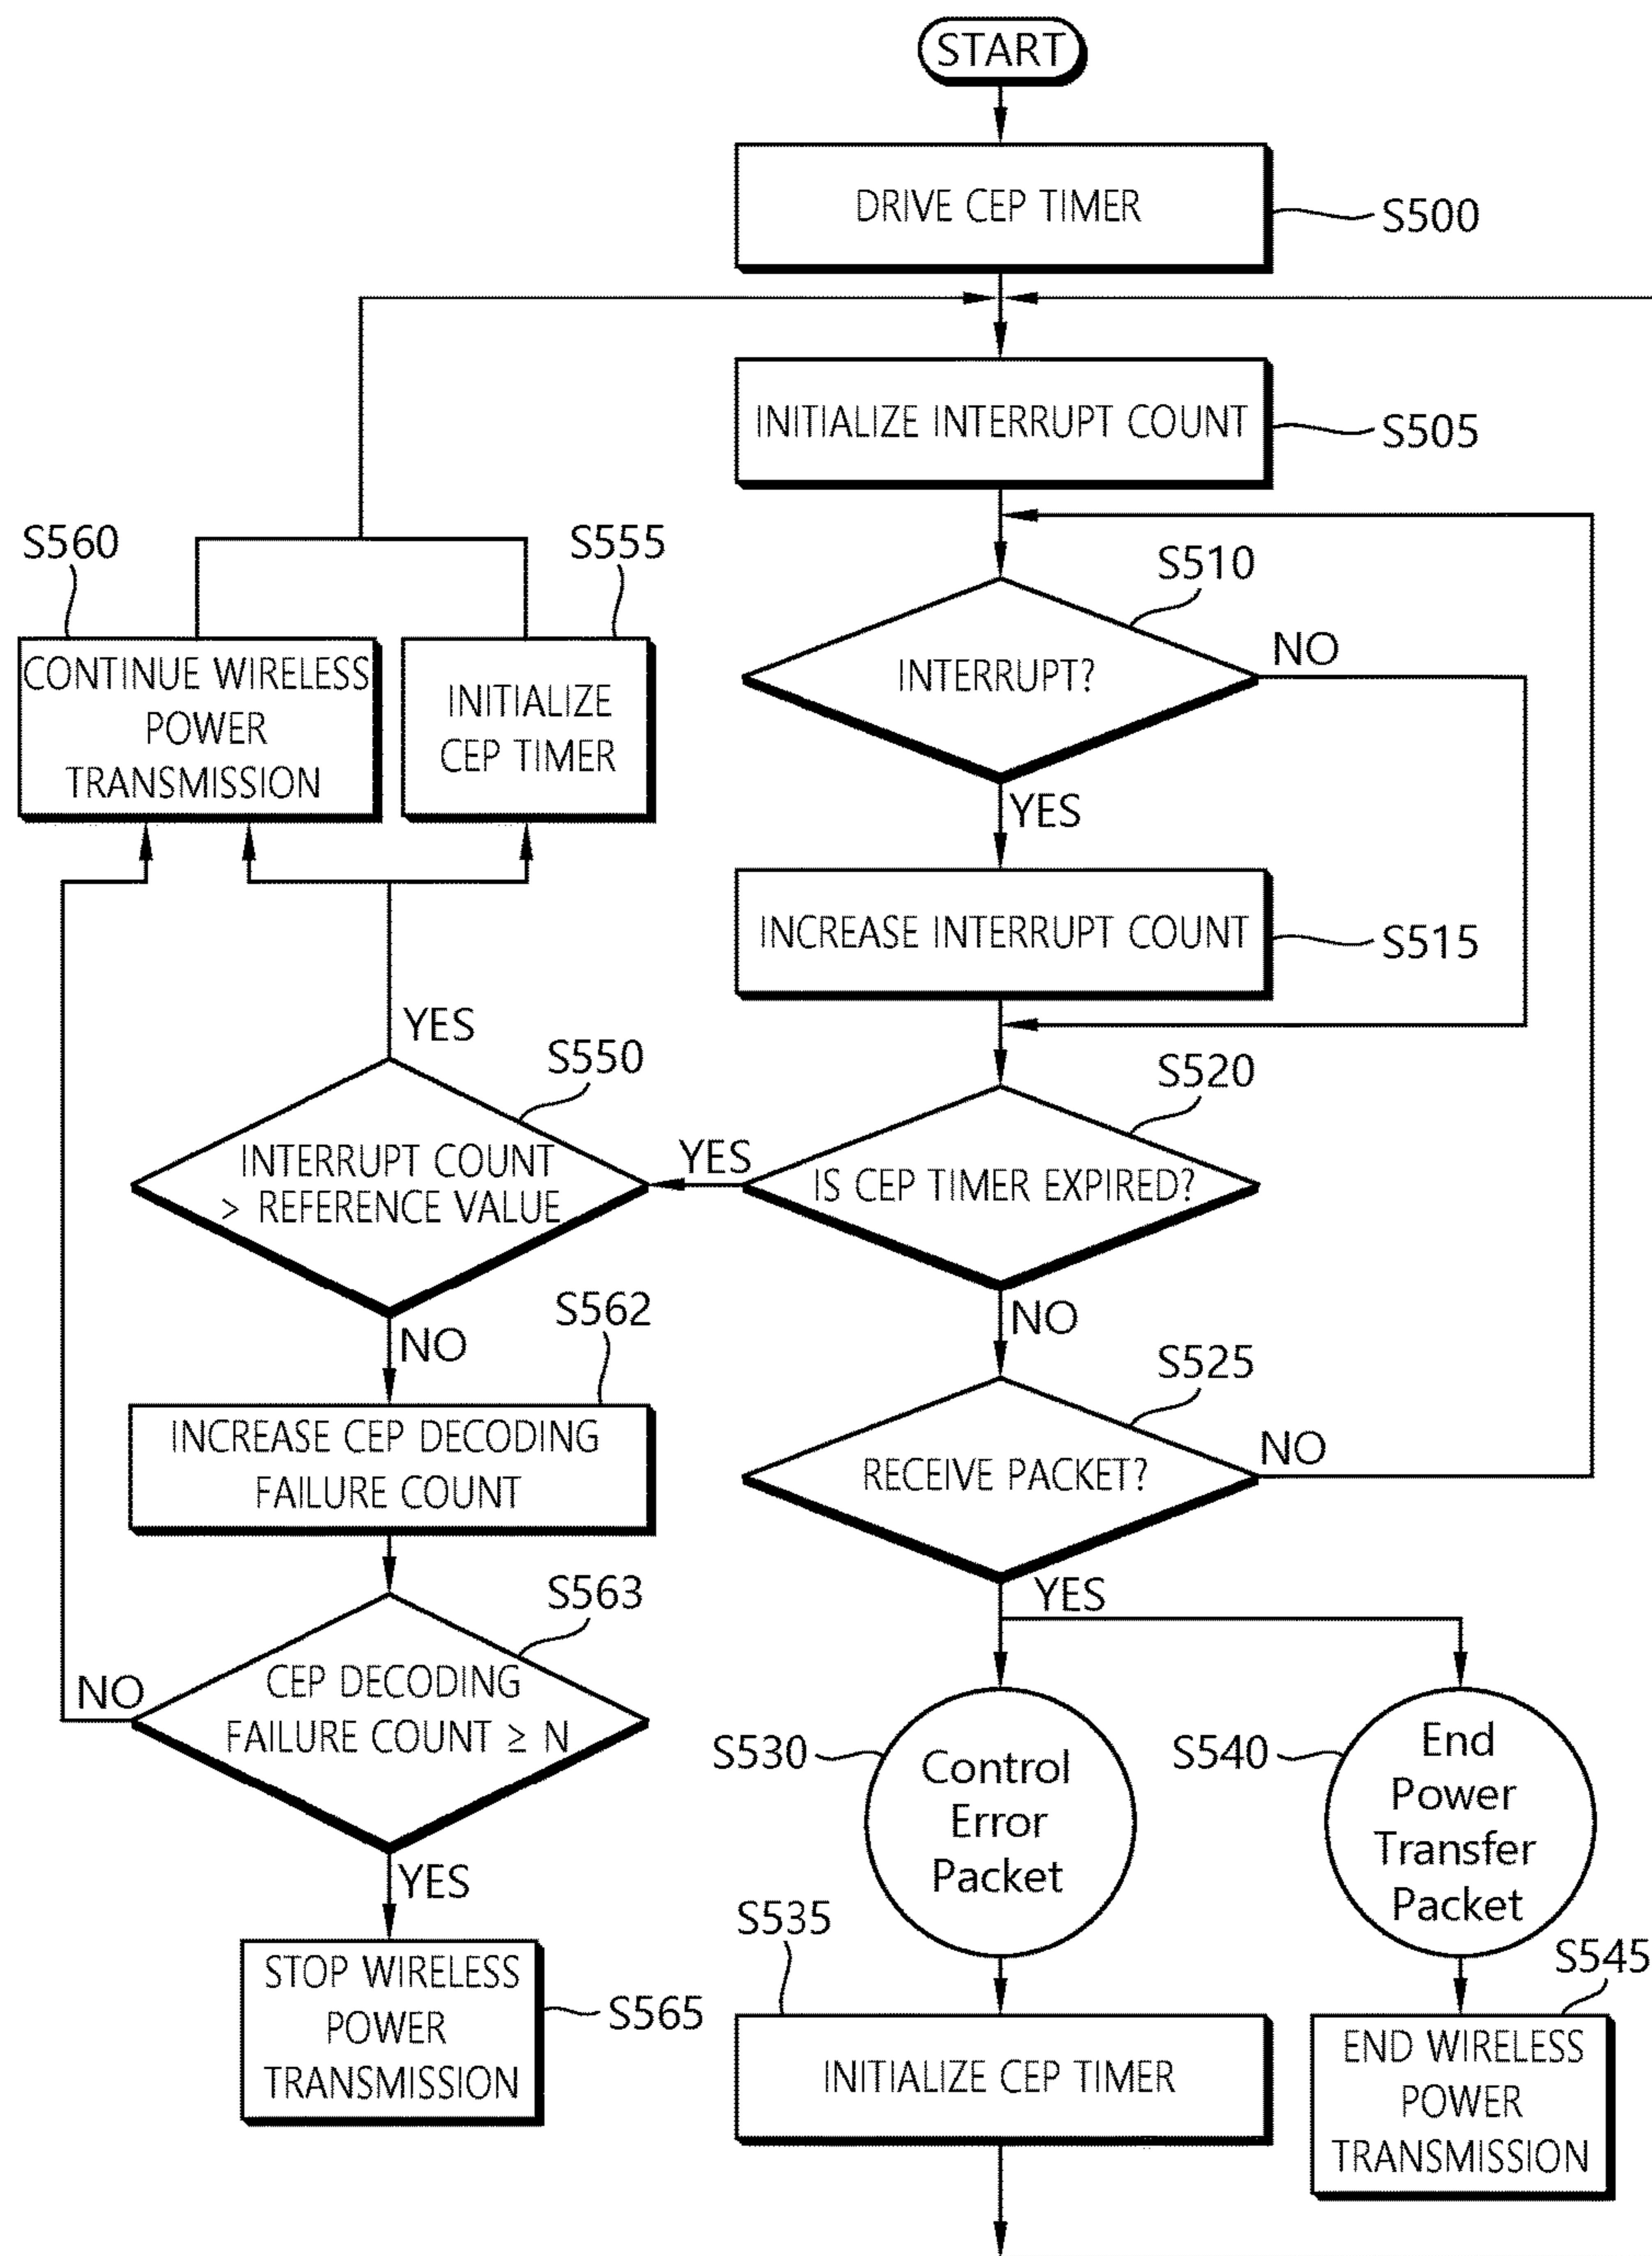 START
DRIVE CEP TIMER
S500
INITIALIZE INTERRUPT COUNT
S505
S560
S555
S510
CONTINUE WIRELESS
POWER
TRANSMISSION
INITIALIZE
CEP TIMER
INTERRUPT?
NO
YES
INCREASE INTERRUPT COUNT
S515
YES
S550
S520
INTERRUPT COUNT
> REFERENCE VALUE
YES
IS CEP TIMER EXPIRED?
NO
S562
NO
S525
INCREASE CEP DECODING
FAILURE COUNT
RECEIVE PACKET?
NO
S563
YES
NO
CEP DECODING
FAILURE COUNT ≥ N
S530
Control
Error
Packet
S540
End
Power
Transfer
Packet
YES
S535
S545
STOP WIRELESS
POWER
TRANSMISSION
S565
INITIALIZE CEP TIMER
END WIRELESS
POWER
TRANSMISSION